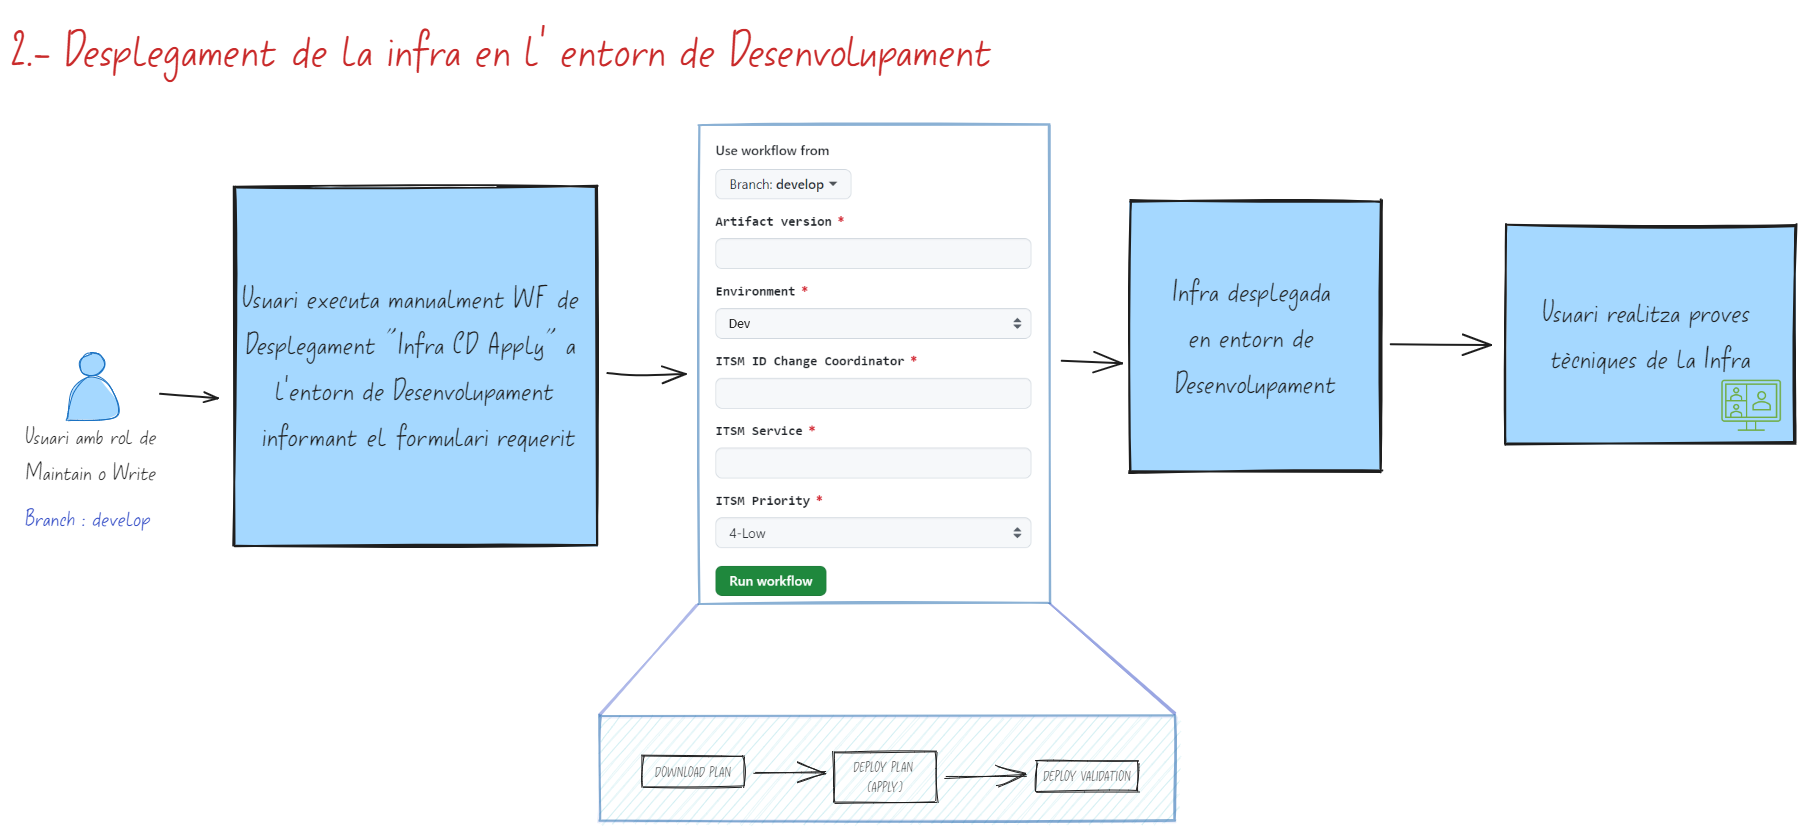 2.- Desplegament de la infra en l' entorn de Desenvolupament
Usuari amb rol de
Maintain o Write
Branch : develop
Usuari executa manualment WF de
Desplegament "Infra CD Apply" a
l'entorn de Desenvolupament
informant el formulari requerit
Use workflow from
Branch: develop
Artifact version *
Environment *
Dev
ITSM ID Change Coordinator *
ITSM Service *
ITSM Priority *
4-Low
Run workflow
DOWNLOAD PLAN
DEPLOY PLAN
(APPLY)
DEPLOY VALIDATION
Infra desplegada
en entorn de
Desenvolupament
Usuari realitza proves
tècniques de la Infra